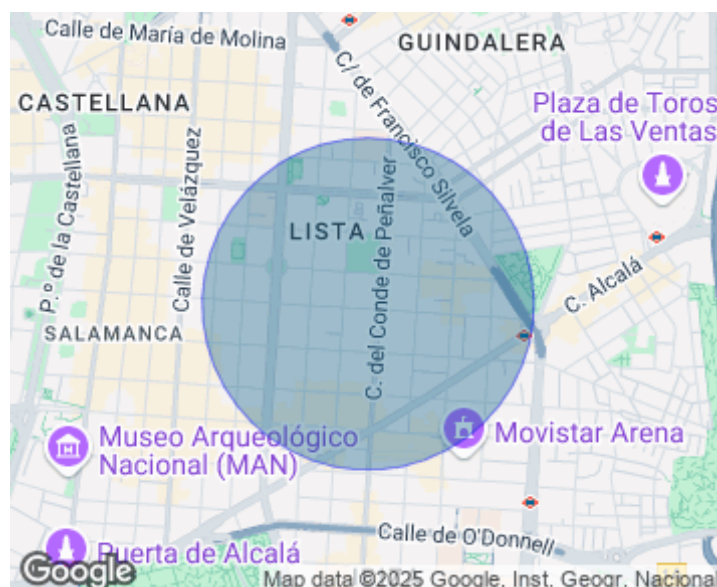 Calle de María de Molina
GUINDALERA
C/ de Francisco Silvela
CASTELLANA
Plaza de Toros
de Las Ventas
P.º de la Castellana
Calle de Velázquez
C. del Conde de Peñalver
LISTA
C. Alcalá
SALAMANCA
Museo Arqueológico
Nacional (MAN)
Movistar Arena
Puerta de Alcalá
Calle de O'Donnell
Google
Map data ©2025 Google, Inst. Geogr. Nacional